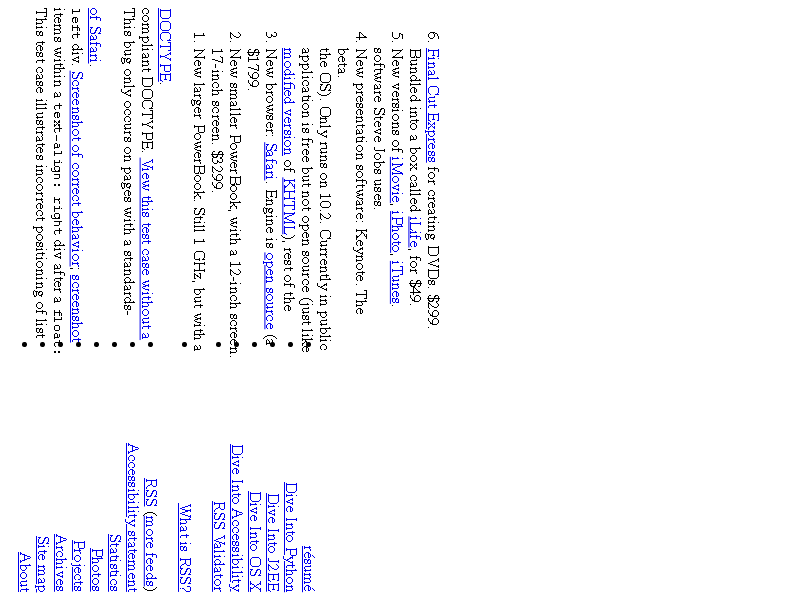 This test case illustrates incorrect positioning of list
items within a text-align: right div after a float:
left div. Screenshot of correct behavior, screenshot
of Safari.
This bug only occurs on pages with a standards-
compliant DOCTYPE. View this test case without a
DOCTYPE.
1. New larger PowerBook. Still 1 GHz, but with a
17-inch screen. $3299.
2. New smaller PowerBook, with a 12-inch screen.
$1799.
3. New browser: Safari. Engine is open source (a
modified version of KHTML), rest of the
application is free but not open source (just like
the OS). Only runs on 10.2. Currently in public
beta.
4. New presentation software: Keynote. The
software Steve Jobs uses.
5. New versions of iMovie, iPhoto, iTunes.
Bundled into a box called iLife, for $49.
6. Final Cut Express for creating DVDs. $299.
• About
• Site map
• Archives
• Projects
• Photos
• Statistics
• Accessibility statement
• RSS (more feeds)
• What is RSS?
• RSS Validator
• Dive Into Accessibility
• Dive Into OS X
• Dive Into J2EE
• Dive Into Python
• résumé